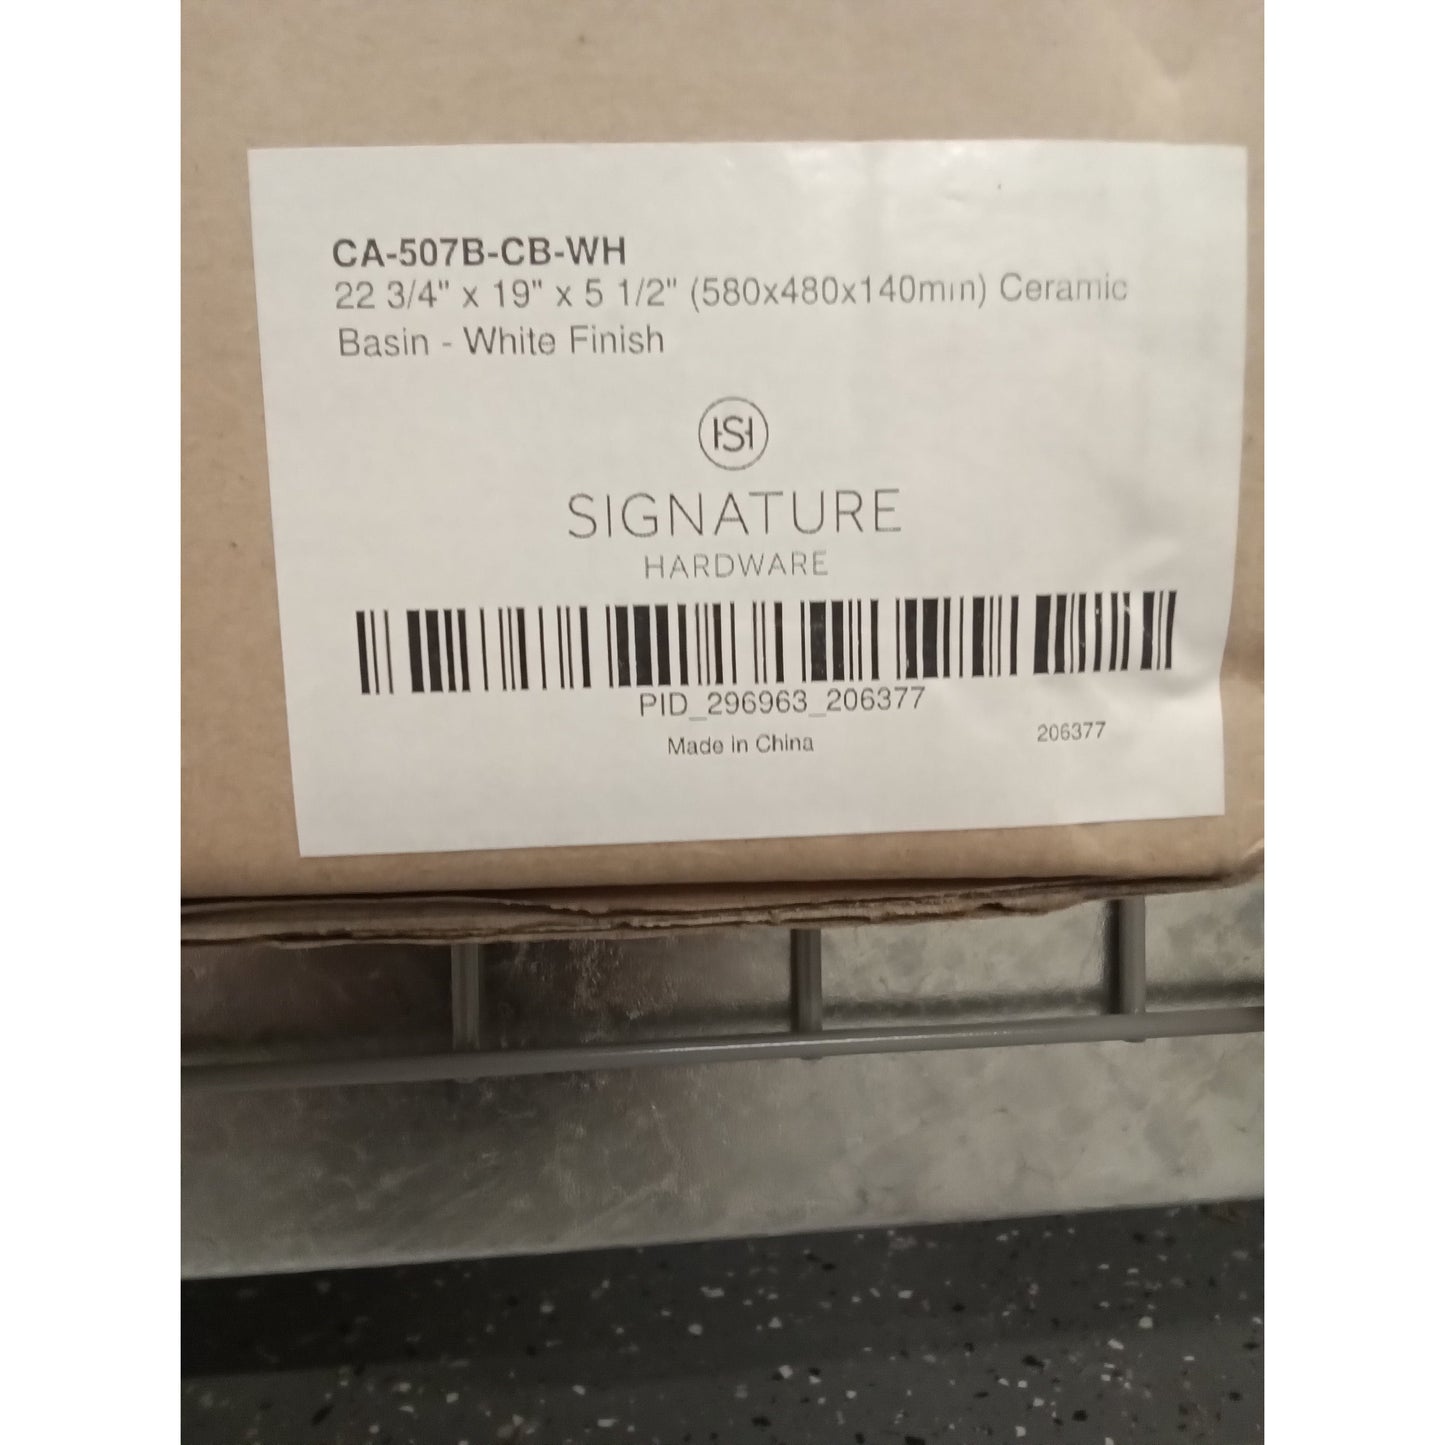 CA-507B-CB-WH
22 3/4" x 19" x 5 1/2" (580x480x140mm) Ceramic
Basin - White Finish
HSH
SIGNATURE
HARDWARE
PID_296963_206377
Made in China
206377